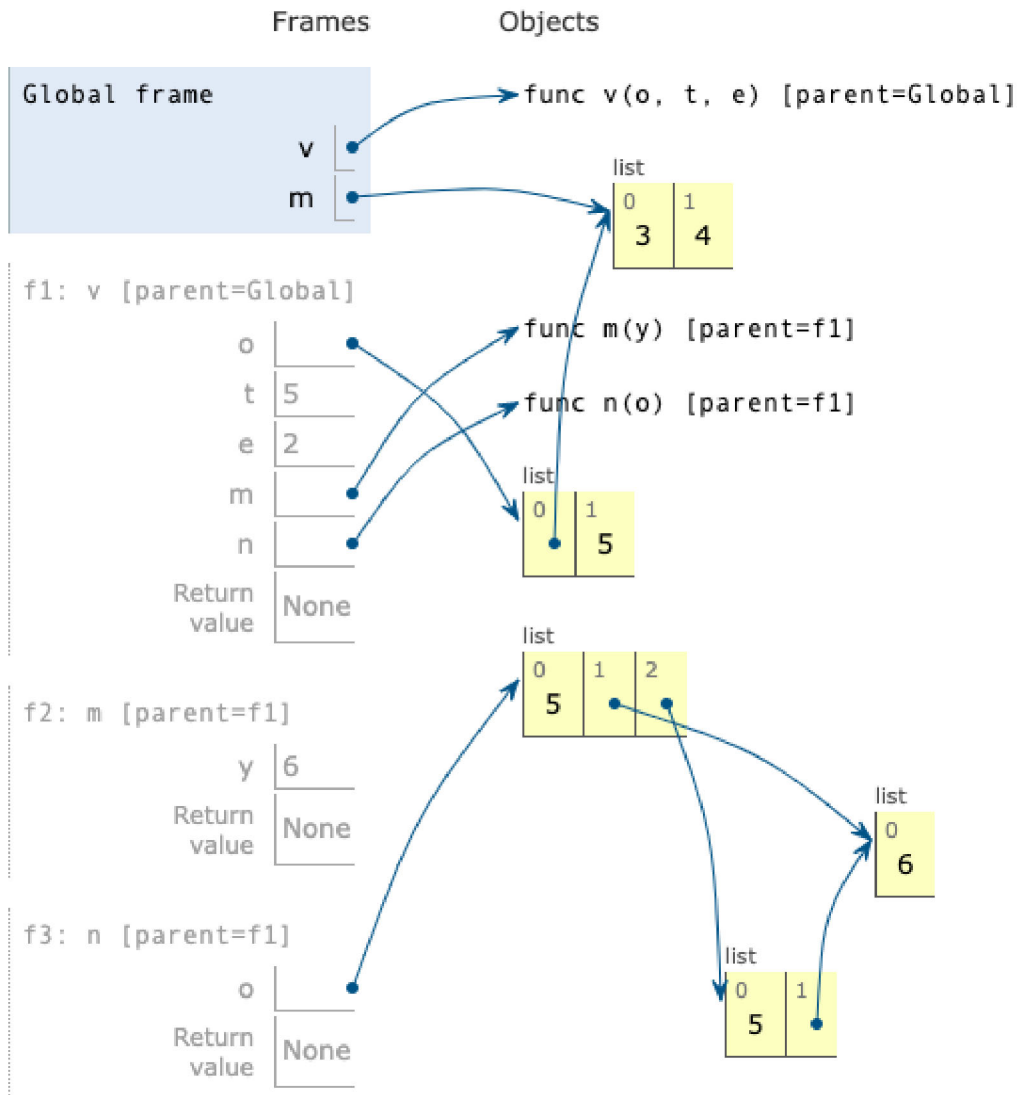 Frames Objects
Global frame
func v(o, t, e) [parent=Global]
v
m
list
0 1
3 4
f1: v [parent=Global]
func m(y) [parent=f1]
o
t 5
func n(o) [parent=f1]
e 2
list
m
0 1
5
n
Return value None
list
0 1 2
5
f2: m [parent=f1]
y 6
list
0
6
Return value None
f3: n [parent=f1]
list
0 1
5
o
Return value None